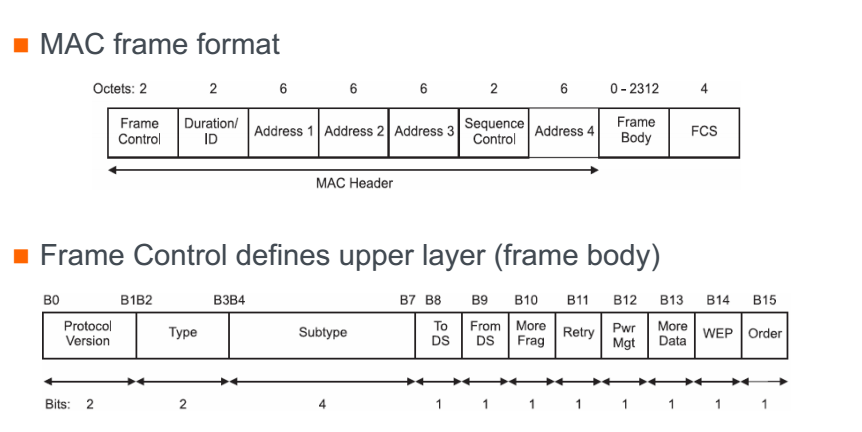 MAC frame format
Octets: 2 2 6 6 6 2 6 0 - 2312 4
Frame Control Duration/ ID Address 1 Address 2 Address 3 Sequence Control Address 4 Frame Body FCS
MAC Header
Frame Control defines upper layer (frame body)
B0 B1B2 B3B4 B7 B8 B9 B10 B11 B12 B13 B14 B15
Protocol Version Type Subtype To DS From DS More Frag Retry Pwr Mgt More Data WEP Order
Bits: 2 2 4 1 1 1 1 1 1 1 1